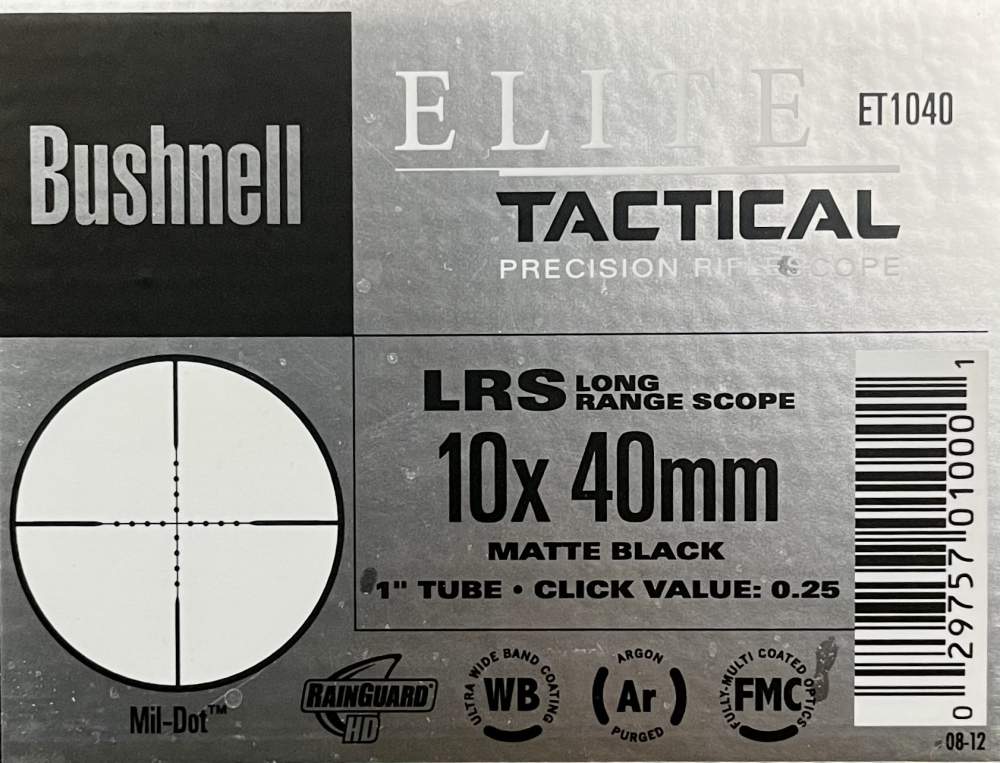 Bushnell
ELITE
ET1040
TACTICAL
PRECISION RIFLESCOPE
LRS LONG RANGE SCOPE
10x 40mm
MATTE BLACK
1" TUBE • CLICK VALUE: 0.25
Mil-Dot™
RAINGUARD® HD
ULTRA WIDE BAND COATING
WB
ARGON
(Ar)
PURGED
FULLY-MULTI COATED OPTICS
FMC
0 29757 01000 1
08-12